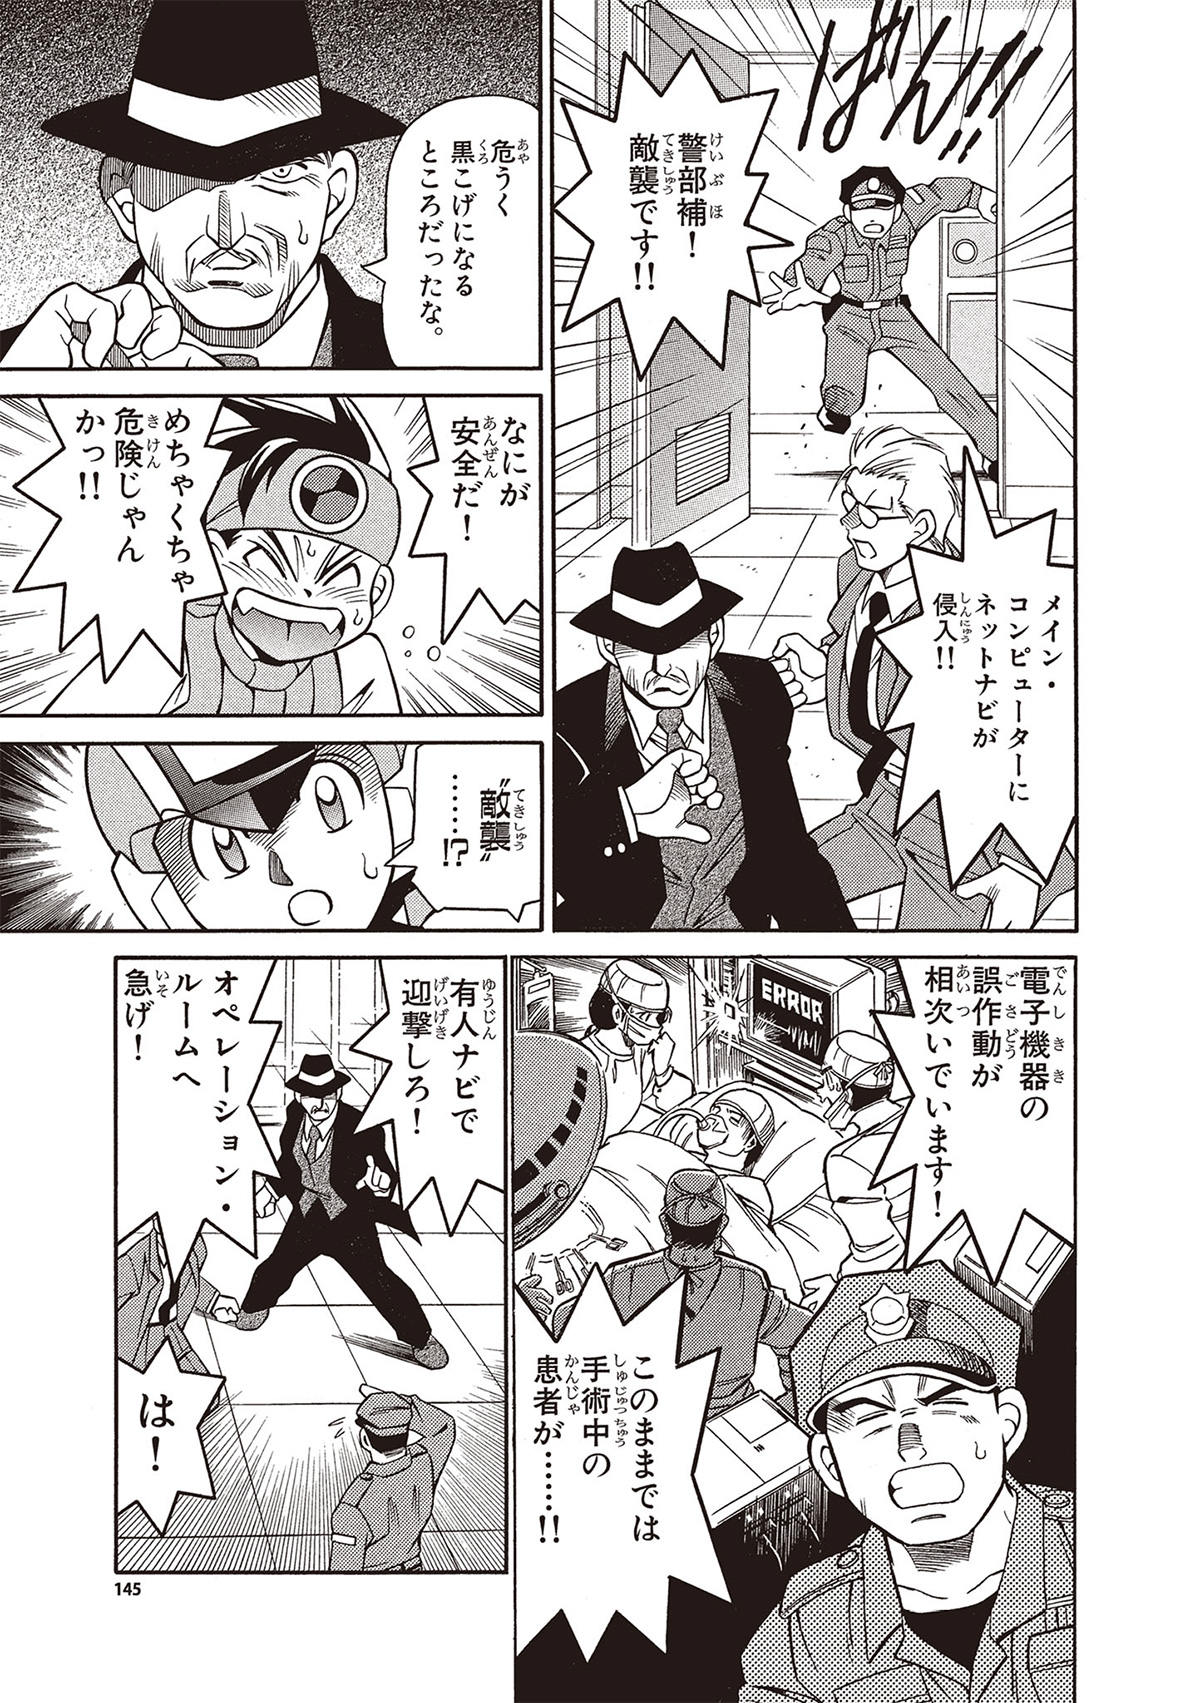 ばん!!
警部補!
敵襲です!!
メイン・
コンピューターに
ネットナビが
侵入!!
危うく
黒こげになる
ところだったな。
なにが
安全だ!
めちゃくちゃ
危険じゃん
かっ!!
〝敵襲〟
……!?
電子機器の
誤作動が
相次いでいます!
ERROR
このままでは
手術中の
患者が……!!
有人ナビで
迎撃しろ!
オペレーション・
ルームへ
急げ!
は!
145